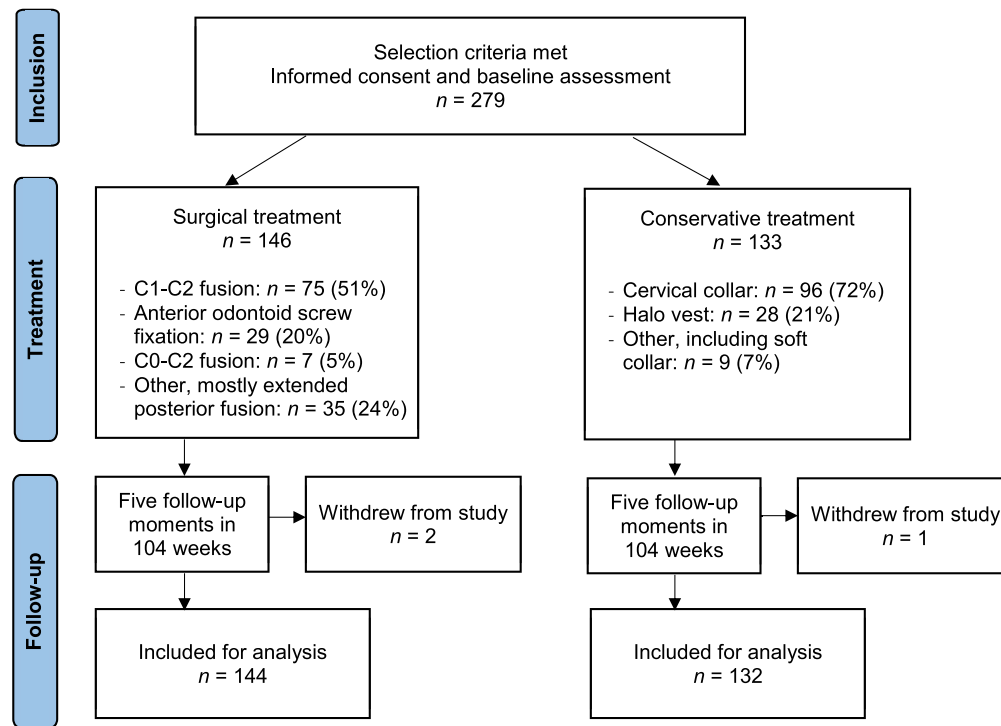 Inclusion
Selection criteria met
Informed consent and baseline assessment
n = 279
Treatment
Surgical treatment
n = 146
- C1-C2 fusion: n = 75 (51%)
- Anterior odontoid screw
fixation: n = 29 (20%)
- C0-C2 fusion: n = 7 (5%)
- Other, mostly extended
posterior fusion: n = 35 (24%)
Conservative treatment
n = 133
- Cervical collar: n = 96 (72%)
- Halo vest: n = 28 (21%)
- Other, including soft
collar: n = 9 (7%)
Follow-up
Five follow-up
moments in
104 weeks
Withdrew from study
n = 2
Five follow-up
moments in
104 weeks
Withdrew from study
n = 1
Included for analysis
n = 144
Included for analysis
n = 132